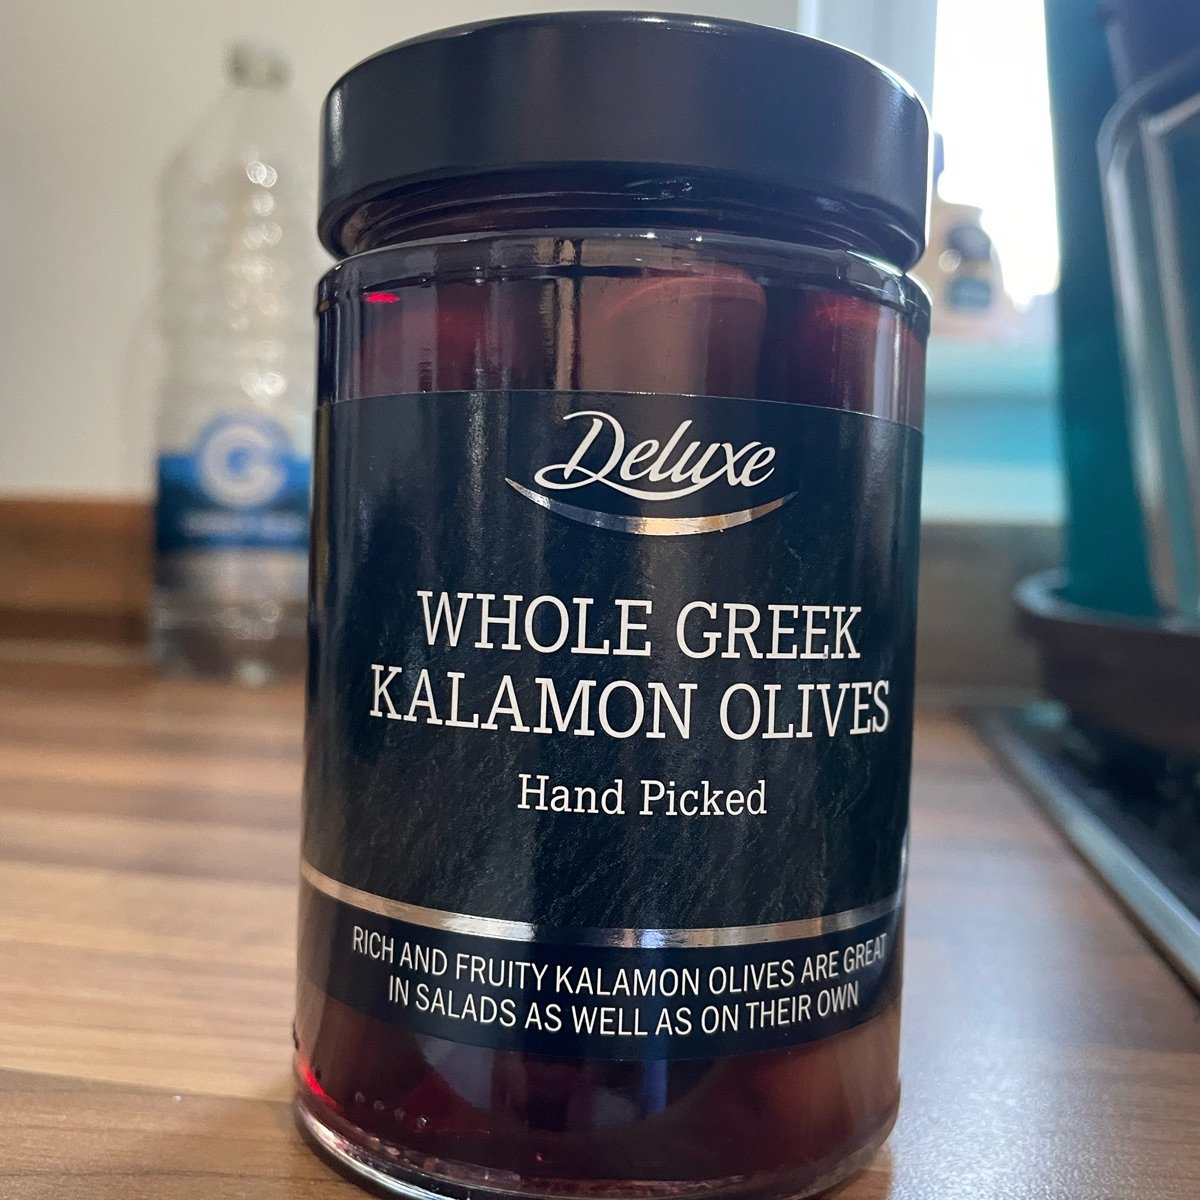 Deluxe
WHOLE GREEK
KALAMON OLIVES
Hand Picked
RICH AND FRUITY KALAMON OLIVES ARE GREAT
IN SALADS AS WELL AS ON THEIR OWN
G